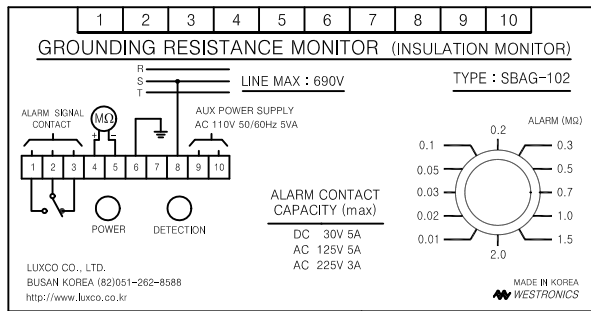 1 2 3 4 5 6 7 8 9 10
GROUNDING RESISTANCE MONITOR (INSULATION MONITOR)
R
S
T
LINE MAX : 690V
TYPE : SBAG-102
ALARM SIGNAL
CONTACT
MΩ
+ -
AUX POWER SUPPLY
AC 110V 50/60Hz 5VA
1 2 3 4 5 6 7 8 9 10
POWER
DETECTION
ALARM CONTACT
CAPACITY (max)
DC 30V 5A
AC 125V 5A
AC 225V 3A
ALARM (MΩ)
0.2
0.1 0.3
0.05 0.5
0.03 0.7
0.02 1.0
0.01 1.5
2.0
LUXCO CO., LTD.
BUSAN KOREA (82)051-262-8588
http://www.luxco.co.kr
MADE IN KOREA
WESTRONICS